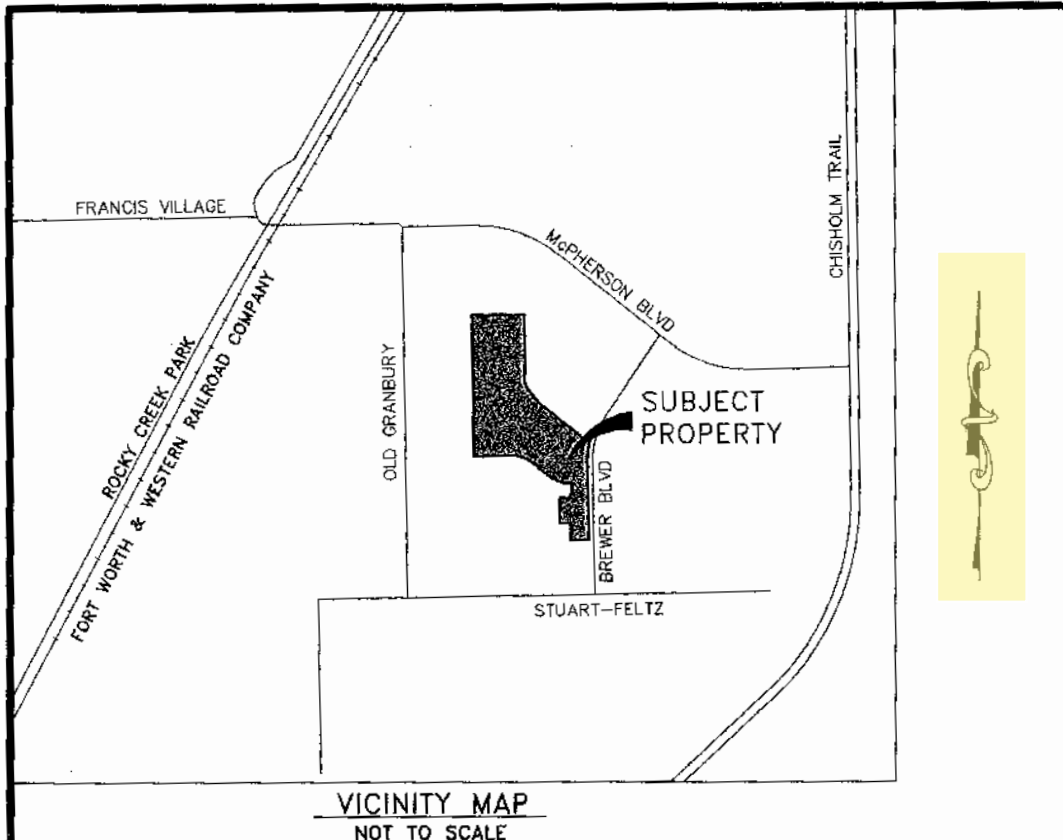 FRANCIS VILLAGE
McPHERSON BLVD
CHISHOLM TRAIL
ROCKY CREEK PARK
FORT WORTH & WESTERN RAILROAD COMPANY
OLD GRANBURY
SUBJECT
PROPERTY
BREWER BLVD
STUART-FELTZ
VICINITY MAP
NOT TO SCALE